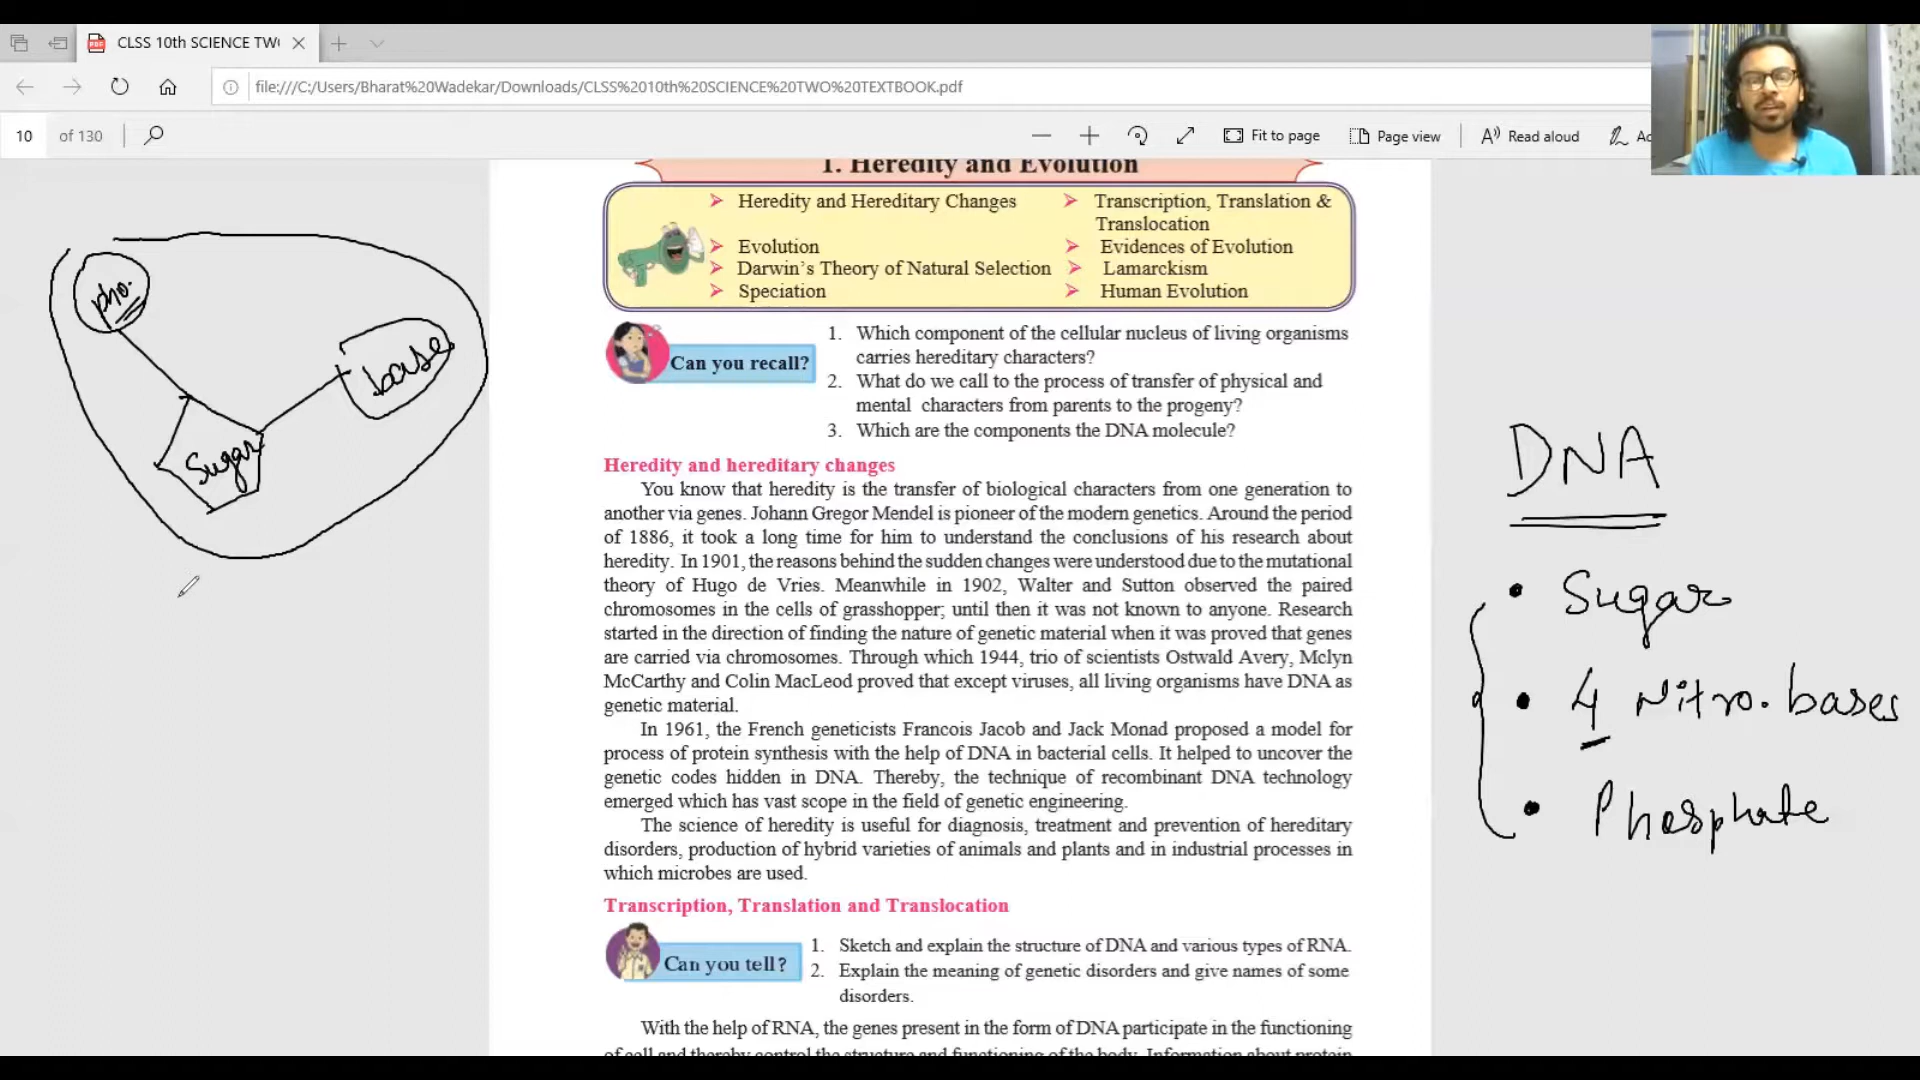 CLSS 10th SCIENCE TW
file:///C:/Users/Bharat%20Wadekar/Downloads/CLSS%2010th%20SCIENCE%20TWO%20TEXTBOOK.pdf
10 of 130
Fit to page
Page view
Read aloud
1. Heredity and Evolution
Heredity and Hereditary Changes
Transcription, Translation &
Translocation
Evolution
Evidences of Evolution
Darwin's Theory of Natural Selection
Lamarckism
Speciation
Human Evolution
Can you recall?
1. Which component of the cellular nucleus of living organisms
carries hereditary characters?
2. What do we call to the process of transfer of physical and
mental characters from parents to the progeny?
3. Which are the components the DNA molecule?
Heredity and hereditary changes
You know that heredity is the transfer of biological characters from one generation to
another via genes. Johann Gregor Mendel is pioneer of the modern genetics. Around the period
of 1886, it took a long time for him to understand the conclusions of his research about
heredity. In 1901, the reasons behind the sudden changes were understood due to the mutational
theory of Hugo de Vries. Meanwhile in 1902, Walter and Sutton observed the paired
chromosomes in the cells of grasshopper; until then it was not known to anyone. Research
started in the direction of finding the nature of genetic material when it was proved that genes
are carried via chromosomes. Through which 1944, trio of scientists Ostwald Avery, Mclyn
McCarthy and Colin MacLeod proved that except viruses, all living organisms have DNA as
genetic material.
In 1961, the French geneticists Francois Jacob and Jack Monad proposed a model for
process of protein synthesis with the help of DNA in bacterial cells. It helped to uncover the
genetic codes hidden in DNA. Thereby, the technique of recombinant DNA technology
emerged which has vast scope in the field of genetic engineering.
The science of heredity is useful for diagnosis, treatment and prevention of hereditary
disorders, production of hybrid varieties of animals and plants and in industrial processes in
which microbes are used.
Transcription, Translation and Translocation
Can you tell?
1. Sketch and explain the structure of DNA and various types of RNA.
2. Explain the meaning of genetic disorders and give names of some
disorders.
With the help of RNA, the genes present in the form of DNA participate in the functioning
of cell and thereby control the structure and functioning of the body. Information about protein
pho.
base
Sugar
DNA
• Sugar
• 4 Nitro. bases
• Phosphate